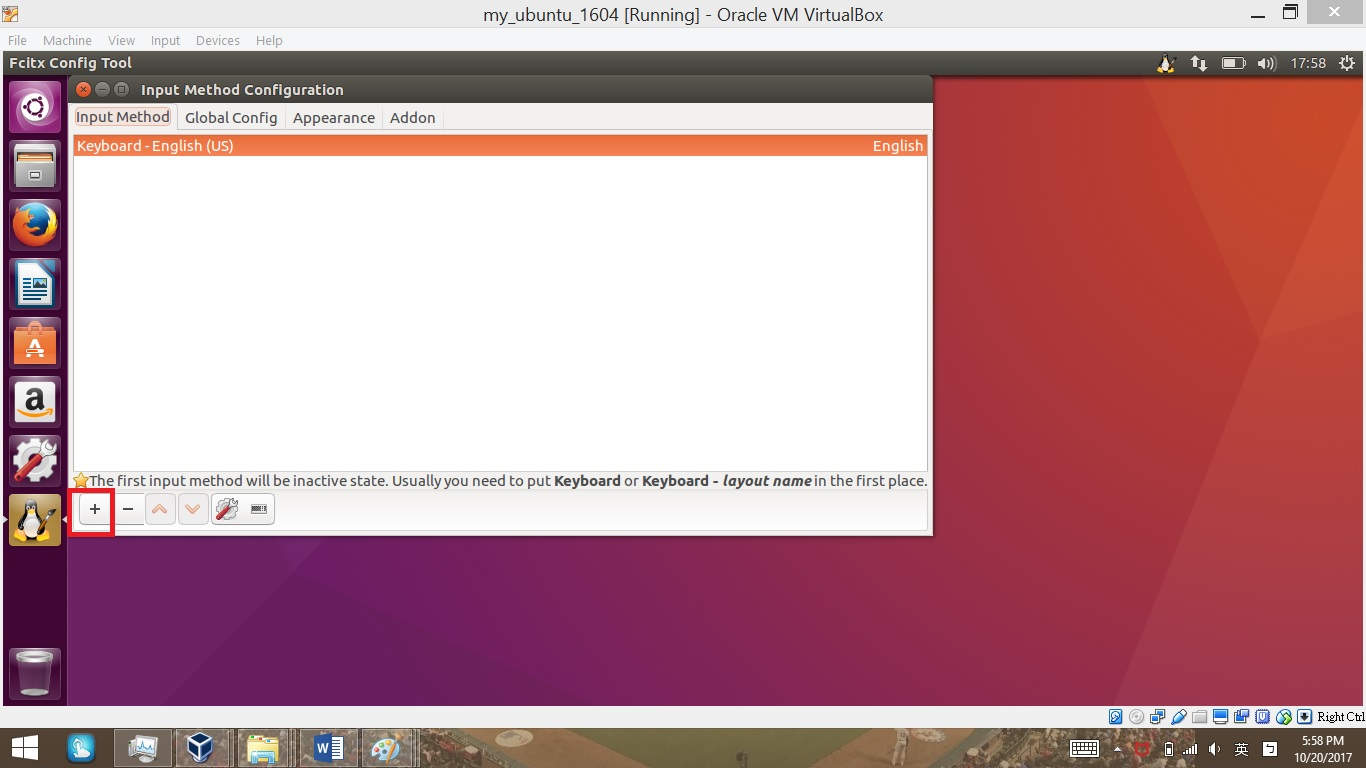 my_ubuntu_1604 [Running] - Oracle VM VirtualBox
File Machine View Input Devices Help
Fcitx Config Tool 17:58
Input Method Configuration
Input Method Global Config Appearance Addon
Keyboard - English (US) English
The first input method will be inactive state. Usually you need to put Keyboard or Keyboard - layout name in the first place.
Right Ctrl
英
5:58 PM
10/20/2017